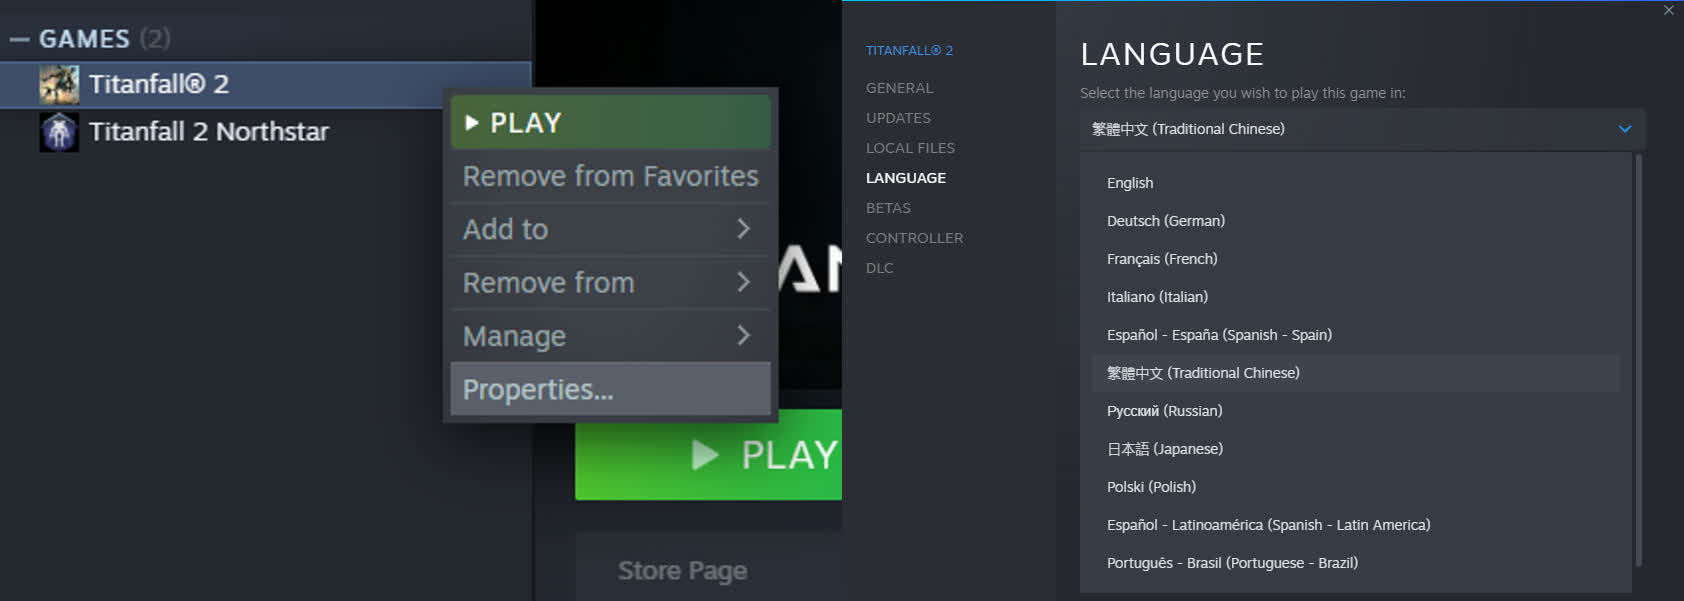 GAMES (2)
Titanfall® 2
Titanfall 2 Northstar
PLAY
Remove from Favorites
Add to
Remove from
Manage
Properties...
PLAY
Store Page
TITANFALL® 2
GENERAL
UPDATES
LOCAL FILES
LANGUAGE
BETAS
CONTROLLER
DLC
LANGUAGE
Select the language you wish to play this game in:
繁體中文 (Traditional Chinese)
English
Deutsch (German)
Français (French)
Italiano (Italian)
Español - España (Spanish - Spain)
繁體中文 (Traditional Chinese)
Русский (Russian)
日本語 (Japanese)
Polski (Polish)
Español - Latinoamérica (Spanish - Latin America)
Português - Brasil (Portuguese - Brazil)